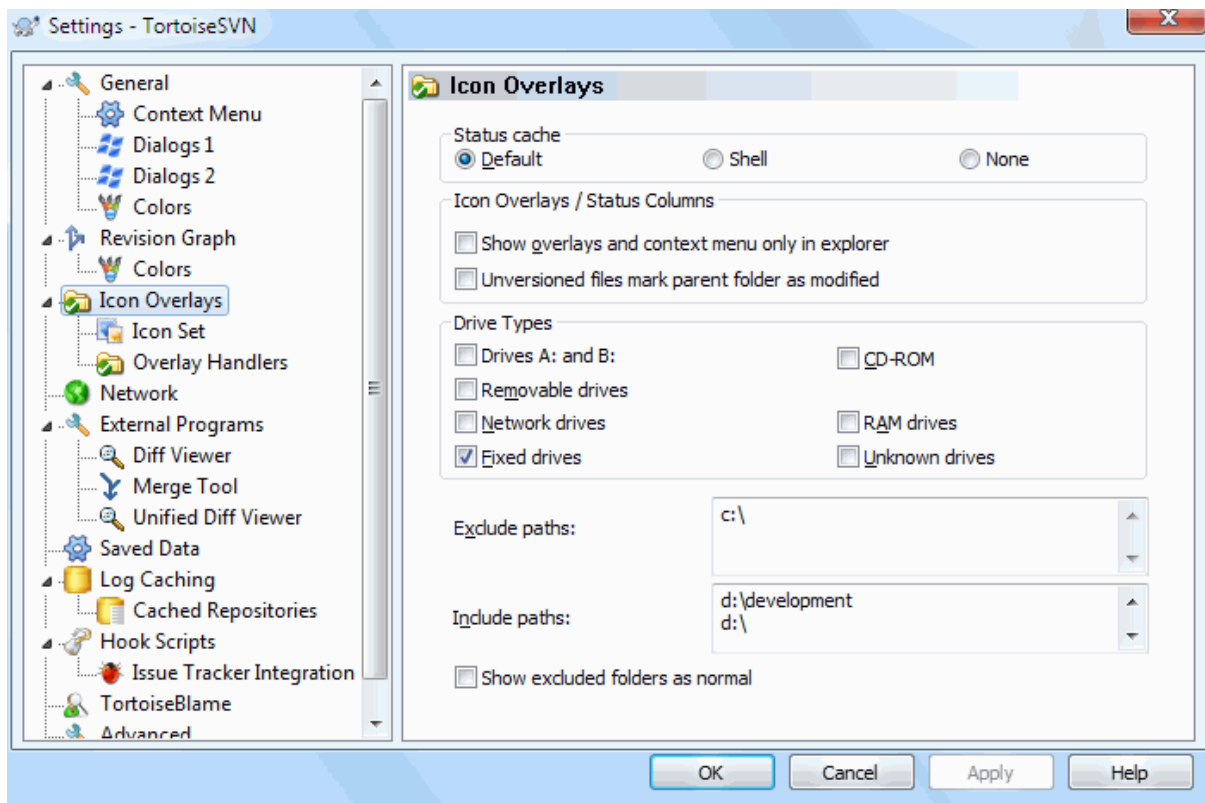 Settings - TortoiseSVN
General
Context Menu
Dialogs 1
Dialogs 2
Colors
Revision Graph
Colors
Icon Overlays
Icon Set
Overlay Handlers
Network
External Programs
Diff Viewer
Merge Tool
Unified Diff Viewer
Saved Data
Log Caching
Cached Repositories
Hook Scripts
Issue Tracker Integration
TortoiseBlame
Advanced
Icon Overlays
Status cache
Default Shell None
Icon Overlays / Status Columns
Show overlays and context menu only in explorer
Unversioned files mark parent folder as modified
Drive Types
Drives A: and B: CD-ROM
Removable drives
Network drives RAM drives
Fixed drives Unknown drives
Exclude paths: c:\
Include paths: d:\development
d:\
Show excluded folders as normal
OK Cancel Apply Help